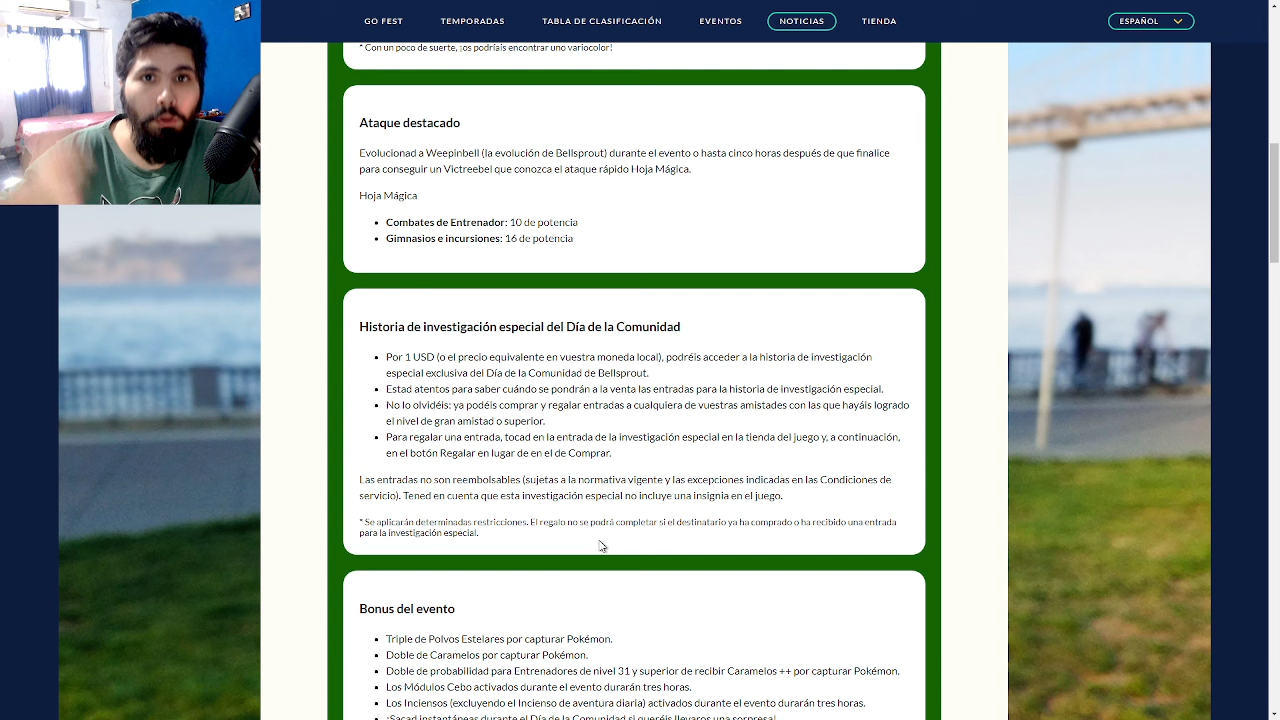 GO FEST TEMPORADAS TABLA DE CLASIFICACIÓN EVENTOS NOTICIAS TIENDA ESPAÑOL
* Con un poco de suerte, ¡os podríais encontrar uno variocolor!
Ataque destacado
Evolucionad a Weepinbell (la evolución de Bellsprout) durante el evento o hasta cinco horas después de que finalice
para conseguir un Victreebel que conozca el ataque rápido Hoja Mágica.
Hoja Mágica
• Combates de Entrenador: 10 de potencia
• Gimnasios e incursiones: 16 de potencia
Historia de investigación especial del Día de la Comunidad
• Por 1 USD (o el precio equivalente en vuestra moneda local), podréis acceder a la historia de investigación
especial exclusiva del Día de la Comunidad de Bellsprout.
• Estad atentos para saber cuándo se pondrán a la venta las entradas para la historia de investigación especial.
• No lo olvidéis: ya podéis comprar y regalar entradas a cualquiera de vuestras amistades con las que hayáis logrado
el nivel de gran amistad o superior.
• Para regalar una entrada, tocad en la entrada de la investigación especial en la tienda del juego y, a continuación,
en el botón Regalar en lugar de en el de Comprar.
Las entradas no son reembolsables (sujetas a la normativa vigente y las excepciones indicadas en las Condiciones de
servicio). Tened en cuenta que esta investigación especial no incluye una insignia en el juego.
* Se aplicarán determinadas restricciones. El regalo no se podrá completar si el destinatario ya ha comprado o ha recibido una entrada
para la investigación especial.
Bonus del evento
• Triple de Polvos Estelares por capturar Pokémon.
• Doble de Caramelos por capturar Pokémon.
• Doble de probabilidad para Entrenadores de nivel 31 y superior de recibir Caramelos ++ por capturar Pokémon.
• Los Módulos Cebo activados durante el evento durarán tres horas.
• Los Inciensos (excluyendo el Incienso de aventura diaria) activados durante el evento durarán tres horas.
• ¡Sacad instantáneas durante el Día de la Comunidad si queréis llevaros una sorpresa!